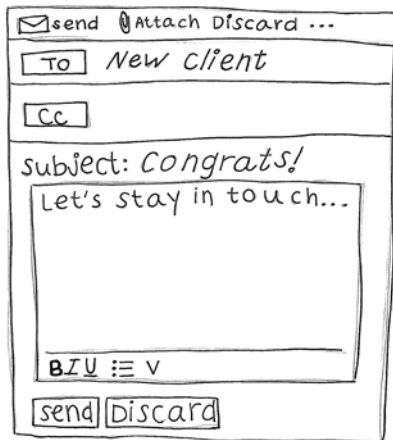 send Attach Discard ...
To New client
CC
subject: Congrats!
Let's stay in touch...
B I U V
send Discard